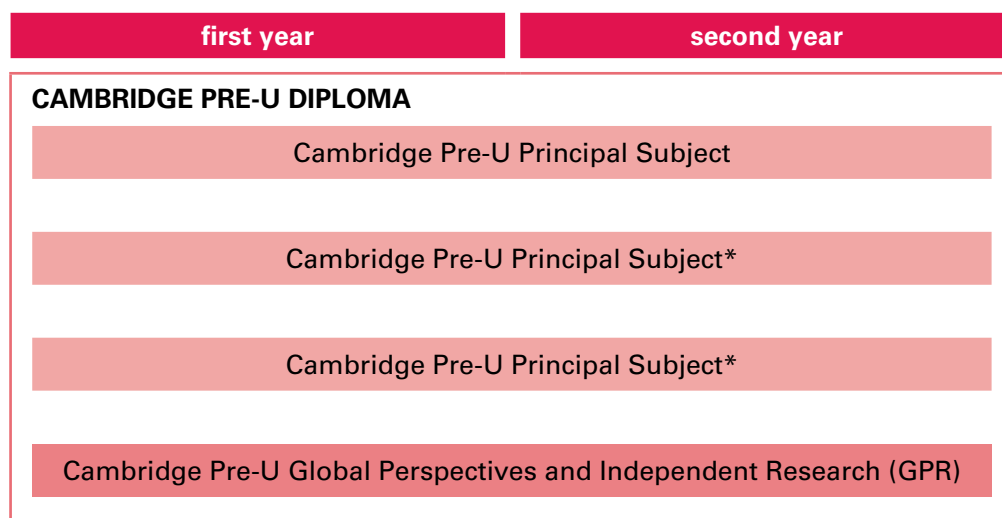 first year
second year
CAMBRIDGE PRE-U DIPLOMA
Cambridge Pre-U Principal Subject
Cambridge Pre-U Principal Subject*
Cambridge Pre-U Principal Subject*
Cambridge Pre-U Global Perspectives and Independent Research (GPR)